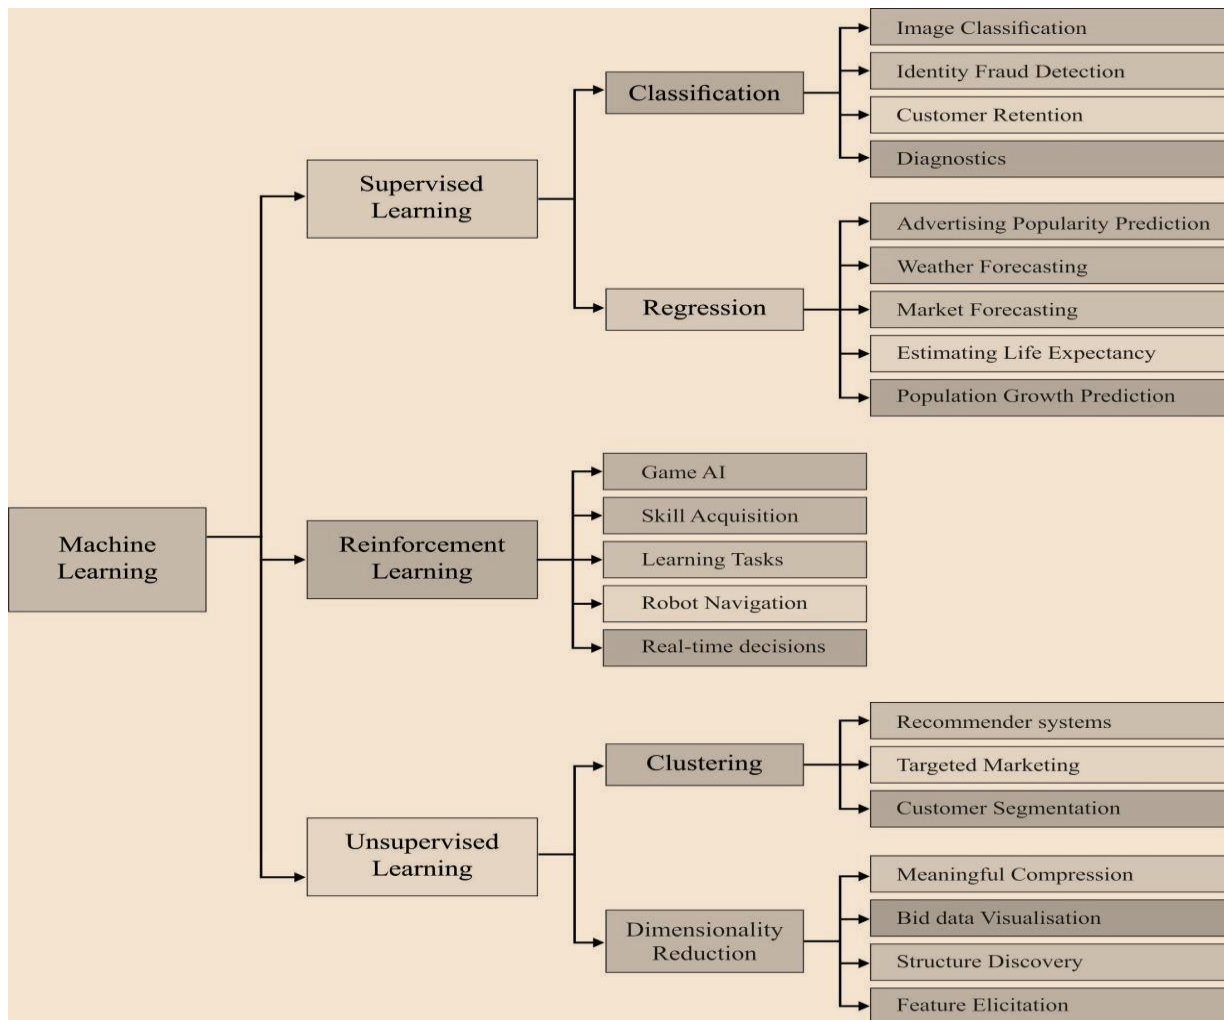 Machine
Learning
Supervised
Learning
Classification
Image Classification
Identity Fraud Detection
Customer Retention
Diagnostics
Regression
Advertising Popularity Prediction
Weather Forecasting
Market Forecasting
Estimating Life Expectancy
Population Growth Prediction
Reinforcement
Learning
Game AI
Skill Acquisition
Learning Tasks
Robot Navigation
Real-time decisions
Unsupervised
Learning
Clustering
Recommender systems
Targeted Marketing
Customer Segmentation
Dimensionality
Reduction
Meaningful Compression
Bid data Visualisation
Structure Discovery
Feature Elicitation